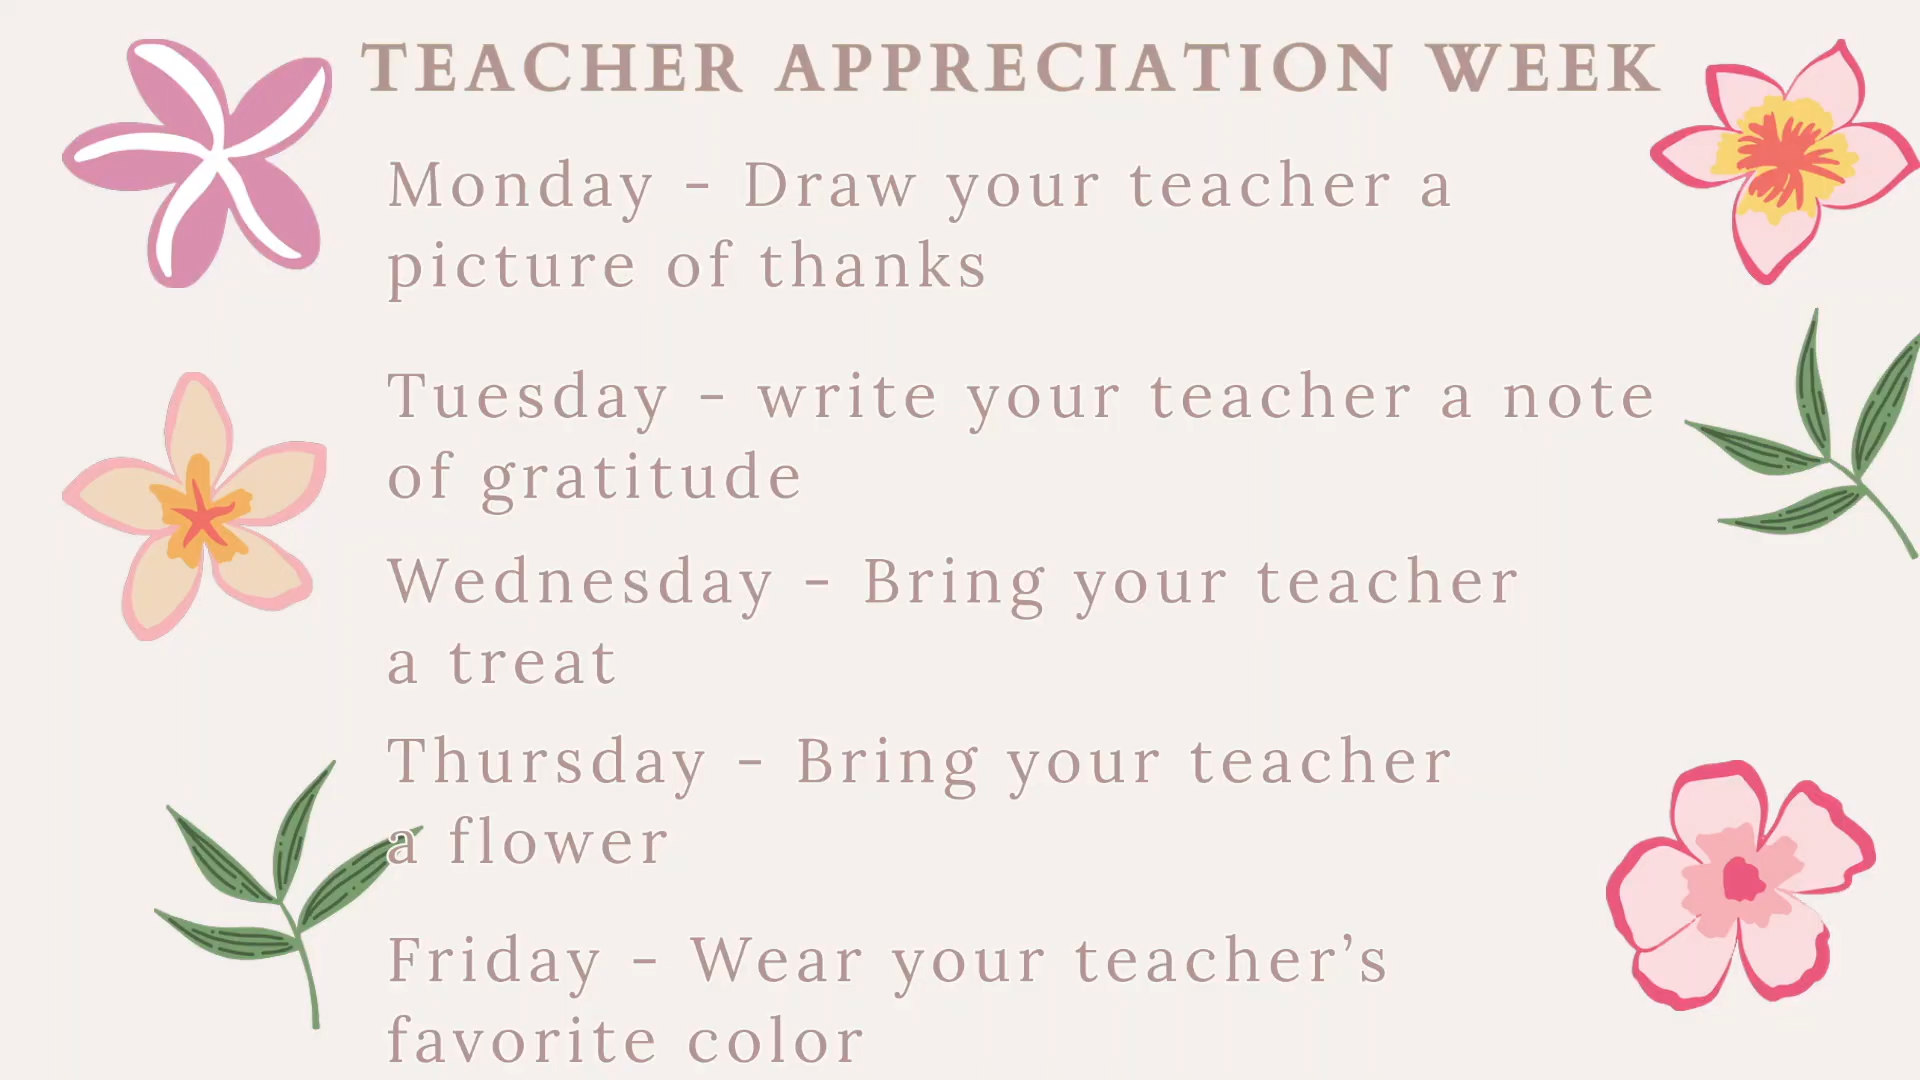 TEACHER APPRECIATION WEEK
Monday - Draw your teacher a
picture of thanks
Tuesday - write your teacher a note
of gratitude
Wednesday - Bring your teacher
a treat
Thursday - Bring your teacher
a flower
Friday - Wear your teacher’s
favorite color